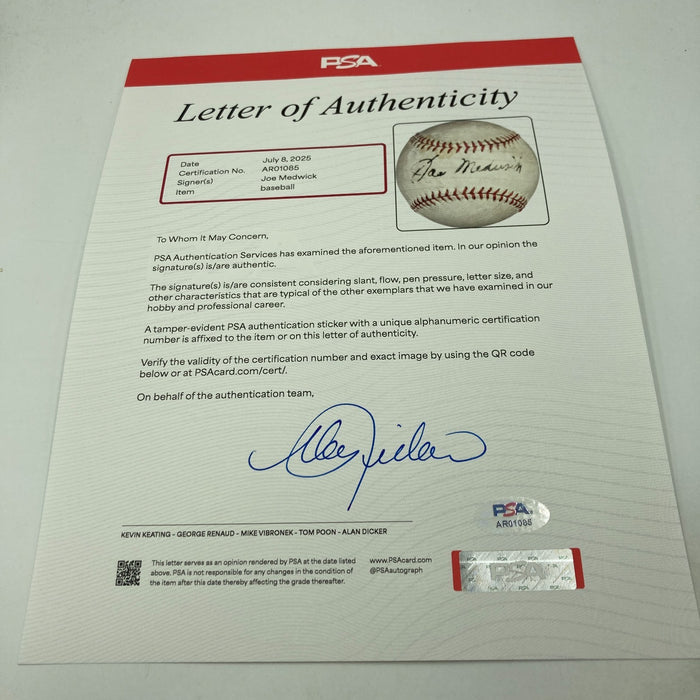 PSA
Letter of Authenticity
Date July 8, 2025
Certification No. AR01085
Signer(s) Joe Medwick
Item baseball
Joe Medwick
To Whom It May Concern,
PSA Authentication Services has examined the aforementioned item. In our opinion the
signature(s) is/are authentic.
The signature(s) is/are consistent considering slant, flow, pen pressure, letter size, and
other characteristics that are typical of the other exemplars that we have examined in our
hobby and professional career.
A tamper-evident PSA authentication sticker with a unique alphanumeric certification
number is affixed to the item or on this letter of authenticity.
Verify the validity of the certification number and exact image by using the QR code
below or at PSAcard.com/cert/.
On behalf of the authentication team,
PSA
AR01085
KEVIN KEATING - GEORGE RENAUD - MIKE VIBRONEK - TOM POON - ALAN DICKER
This letter serves as an opinion rendered by PSA at the date listed
above. PSA is not responsible for any changes in the condition of
the item after this date thereby affecting the grade thereafter.
www.PSAcard.com
@PSAautograph
PSA